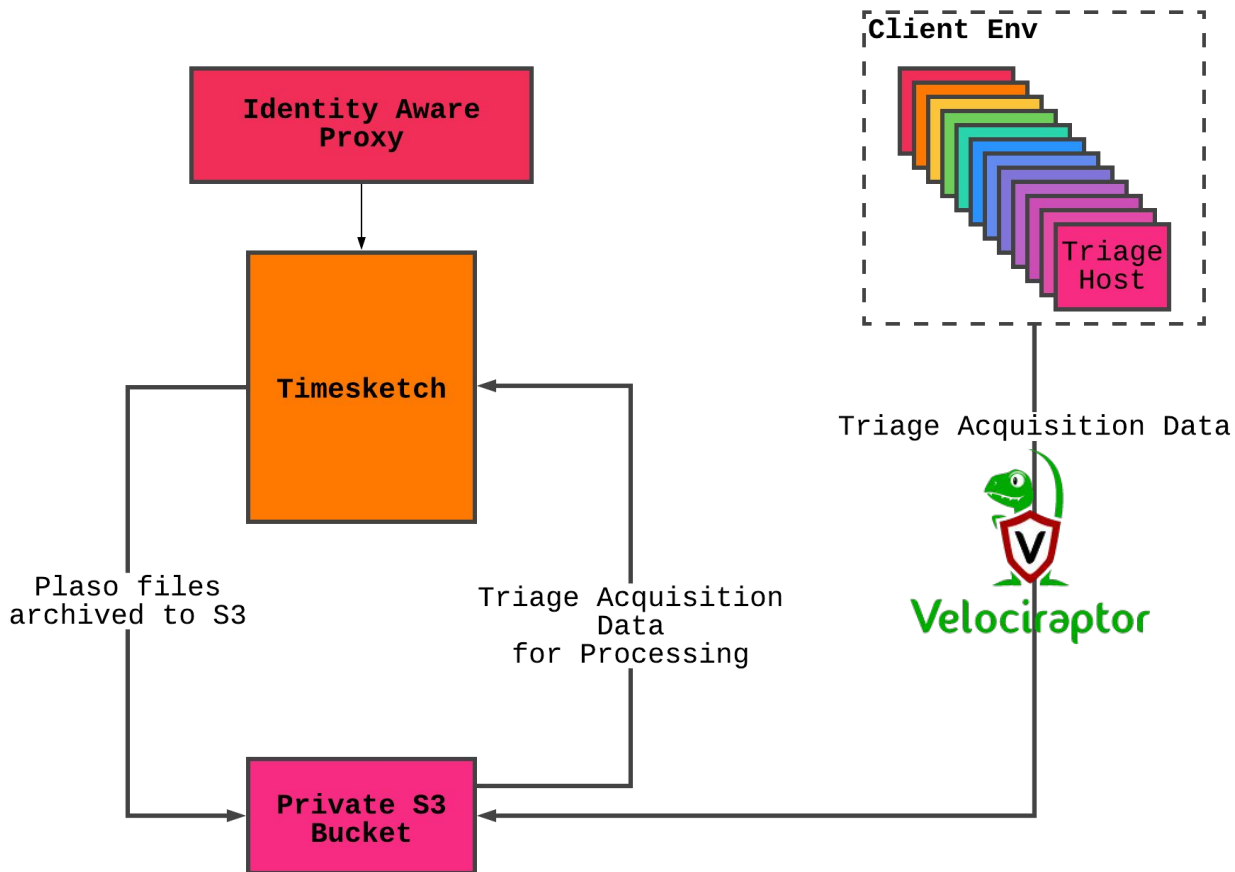 Client Env
Identity Aware
Proxy
Triage
Host
Timesketch
Triage Acquisition Data
V
Velociraptor
Plaso files
archived to S3
Triage Acquisition
Data
for Processing
Private S3
Bucket